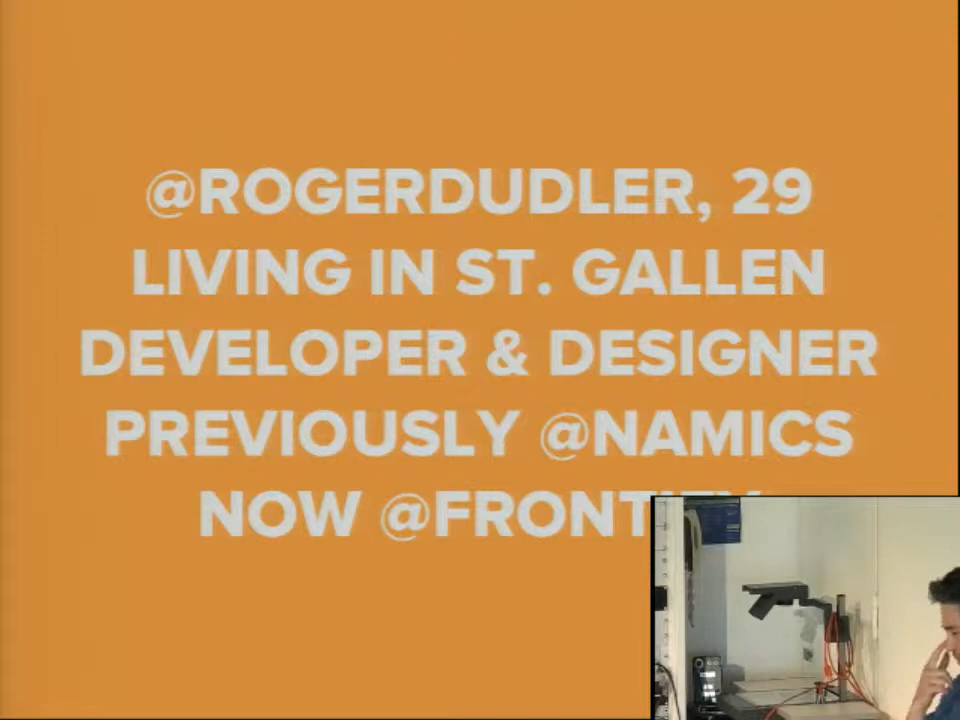 @ROGERDUDLER, 29
LIVING IN ST. GALLEN
DEVELOPER & DESIGNER
PREVIOUSLY @NAMICS
NOW